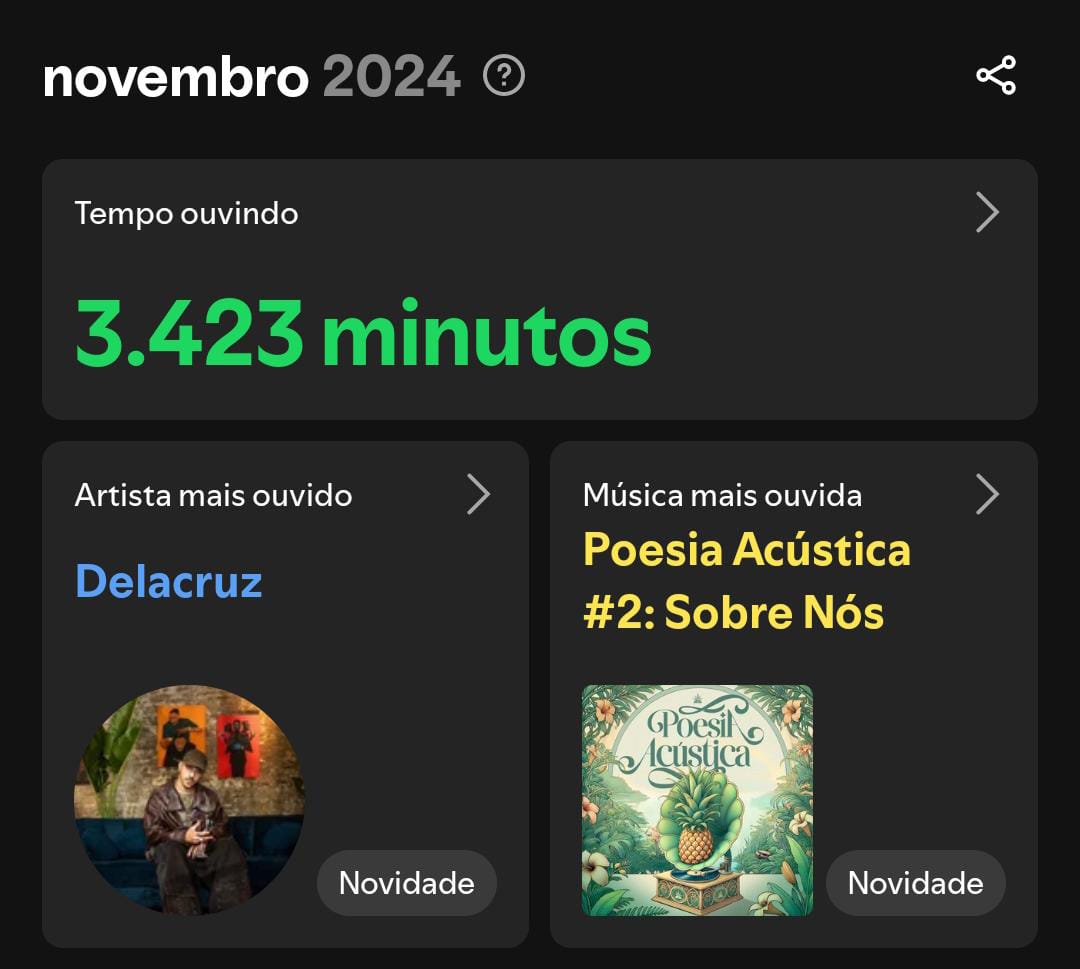 novembro 2024
Tempo ouvindo
3.423 minutos
Artista mais ouvido
Delacruz
Novidade
Música mais ouvida
Poesia Acústica
#2: Sobre Nós
Poesia
Acústica
Novidade